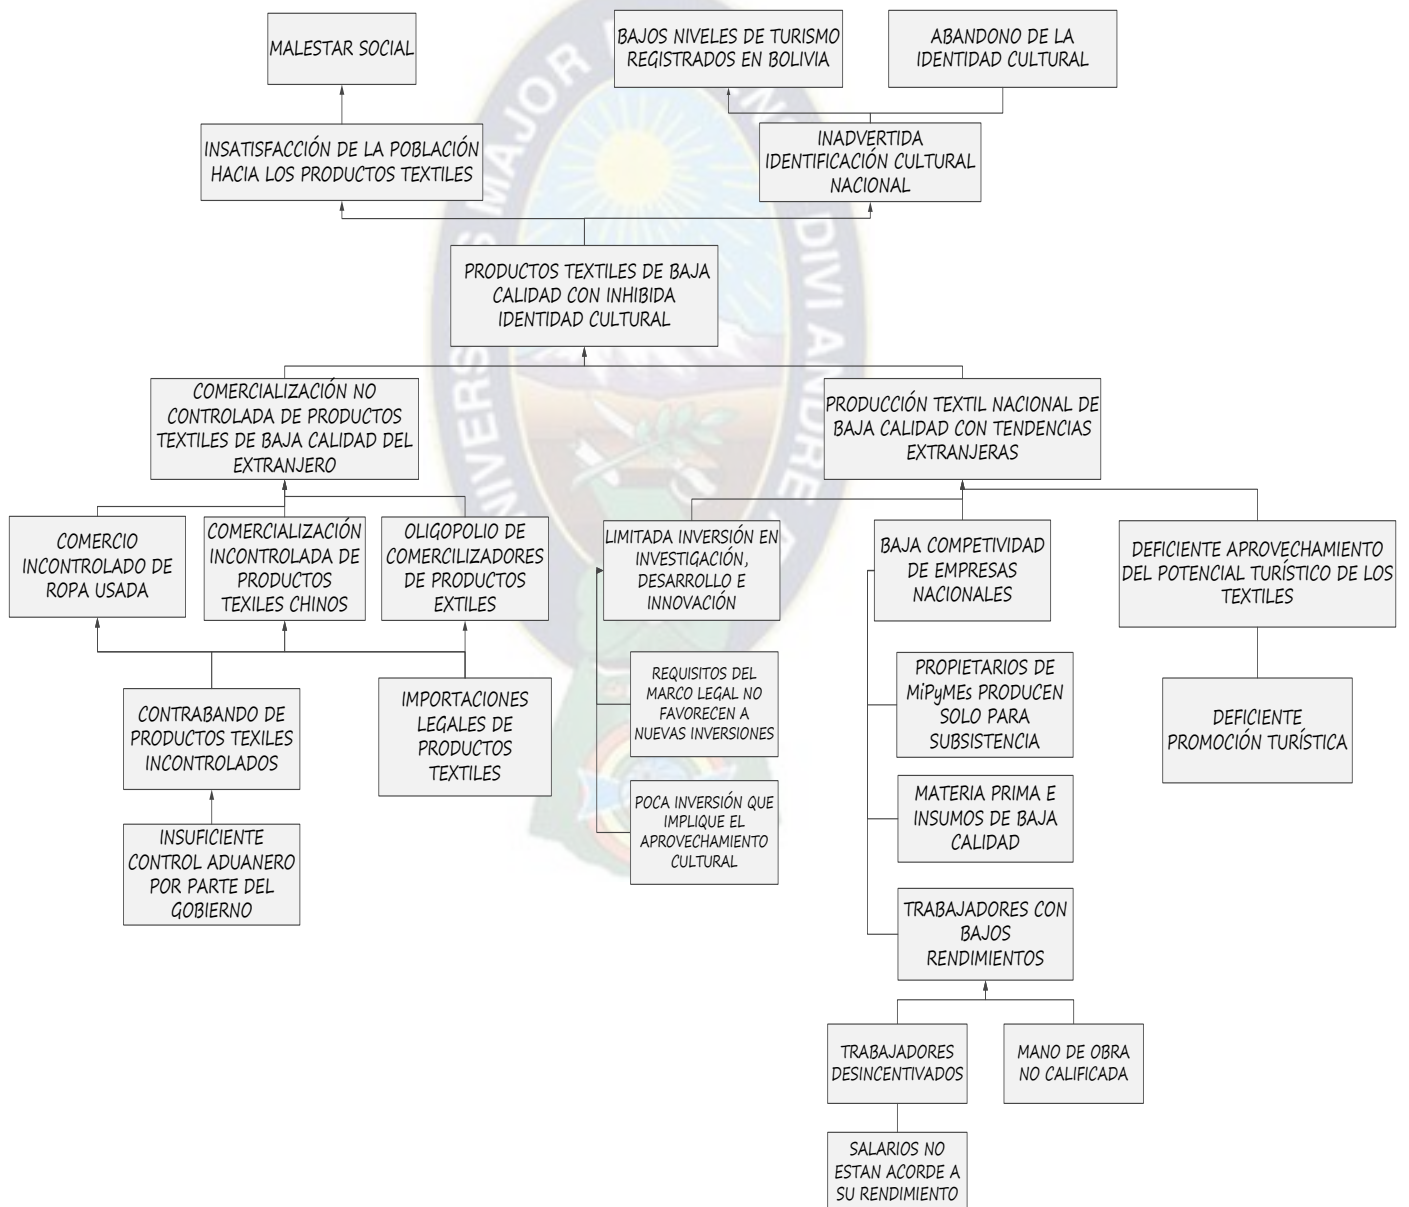 MALESTAR SOCIAL
BAJOS NIVELES DE TURISMO
REGISTRADOS EN BOLIVIA
ABANDONO DE LA
IDENTIDAD CULTURAL
INSATISFACCIÓN DE LA POBLACIÓN
HACIA LOS PRODUCTOS TEXTILES
INADVERTIDA
IDENTIFICACIÓN CULTURAL
NACIONAL
PRODUCTOS TEXTILES DE BAJA
CALIDAD CON INHIBIDA
IDENTIDAD CULTURAL
COMERCIALIZACIÓN NO
CONTROLADA DE PRODUCTOS
TEXTILES DE BAJA CALIDAD DEL
EXTRANJERO
PRODUCCIÓN TEXTIL NACIONAL DE
BAJA CALIDAD CON TENDENCIAS
EXTRANJERAS
COMERCIO
INCONTROLADO DE
ROPA USADA
COMERCIALIZACIÓN
INCONTROLADA DE
PRODUCTOS
TEXILES CHINOS
OLIGOPOLIO DE
COMERCILIZADORES
DE PRODUCTOS
EXTILES
LIMITADA INVERSIÓN EN
INVESTIGACIÓN,
DESARROLLO E
INNOVACIÓN
BAJA COMPETIVIDAD
DE EMPRESAS
NACIONALES
DEFICIENTE APROVECHAMIENTO
DEL POTENCIAL TURÍSTICO DE LOS
TEXTILES
CONTRABANDO DE
PRODUCTOS TEXILES
INCONTROLADOS
IMPORTACIONES
LEGALES DE
PRODUCTOS
TEXTILES
REQUISITOS DEL
MARCO LEGAL NO
FAVORECEN A
NUEVAS INVERSIONES
PROPIETARIOS DE
MiPyMEs PRODUCEN
SOLO PARA
SUBSISTENCIA
DEFICIENTE
PROMOCIÓN TURÍSTICA
INSUFICIENTE
CONTROL ADUANERO
POR PARTE DEL
GOBIERNO
POCA INVERSIÓN QUE
IMPLIQUE EL
APROVECHAMIENTO
CULTURAL
MATERIA PRIMA E
INSUMOS DE BAJA
CALIDAD
TRABAJADORES CON
BAJOS
RENDIMIENTOS
TRABAJADORES
DESINCENTIVADOS
MANO DE OBRA
NO CALIFICADA
SALARIOS NO
ESTAN ACORDE A
SU RENDIMIENTO
MAJOR
DIVI ANDRE